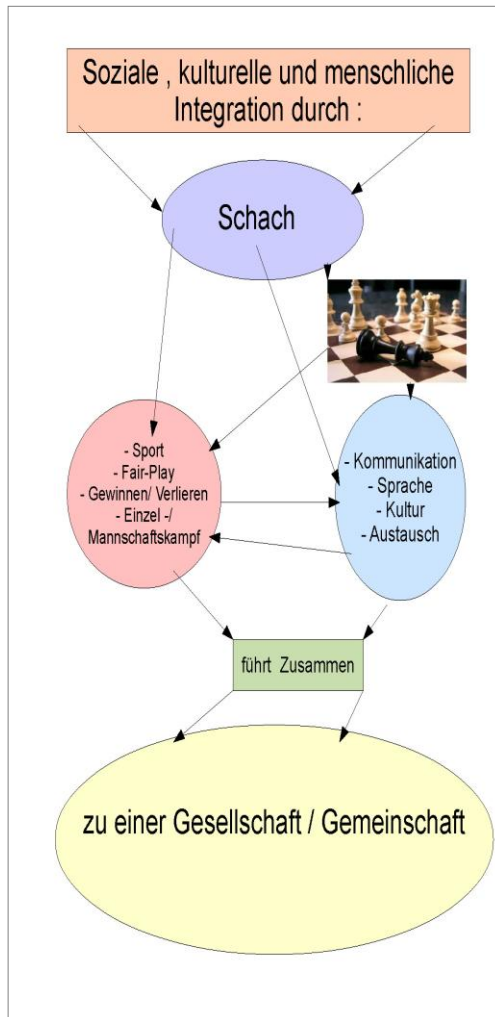 Soziale , kulturelle und menschliche
Integration durch :
Schach
- Sport
- Fair-Play
- Gewinnen/ Verlieren
- Einzel -/
Mannschaftskampf
- Kommunikation
- Sprache
- Kultur
- Austausch
führt Zusammen
zu einer Gesellschaft / Gemeinschaft